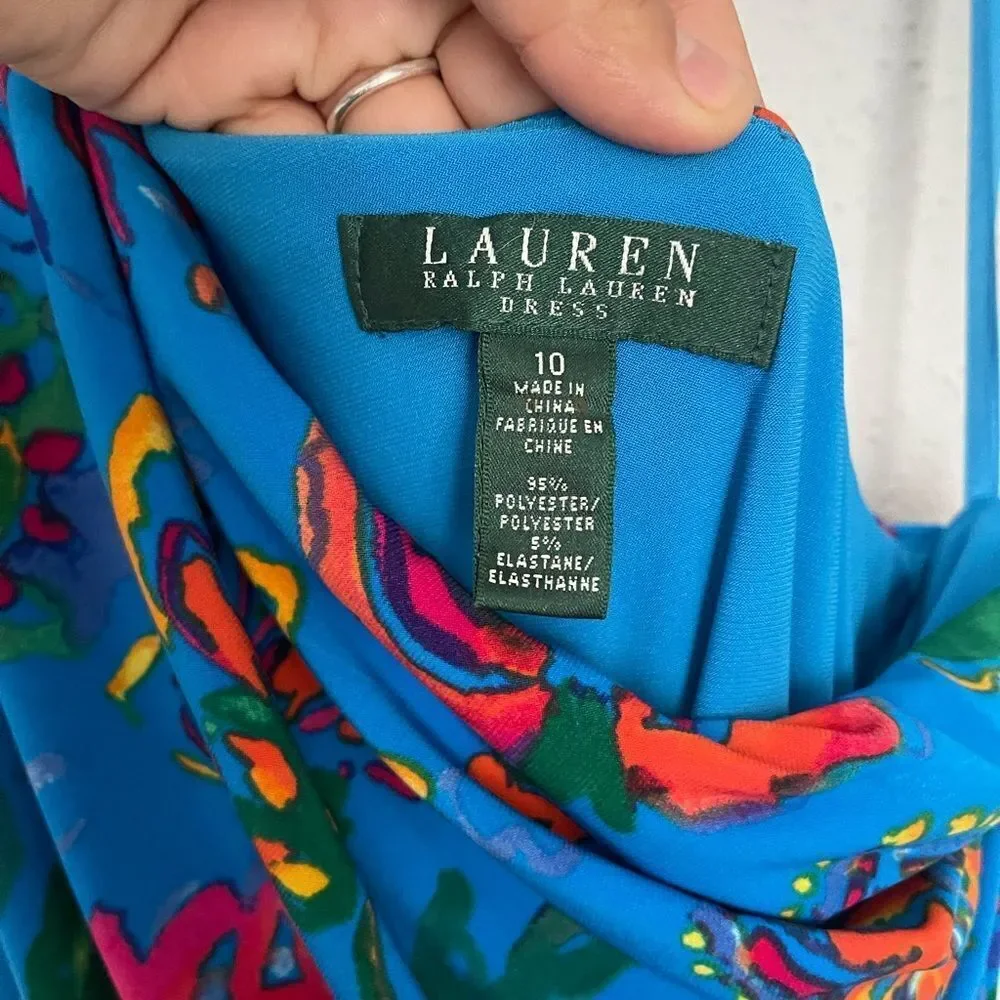 LAUREN
RALPH LAUREN
DRESS
10
MADE IN
CHINA
FABRIQUE EN
CHINE
95%
POLYESTER/
POLYESTER
5%
ELASTANE/
ELASTHANNE